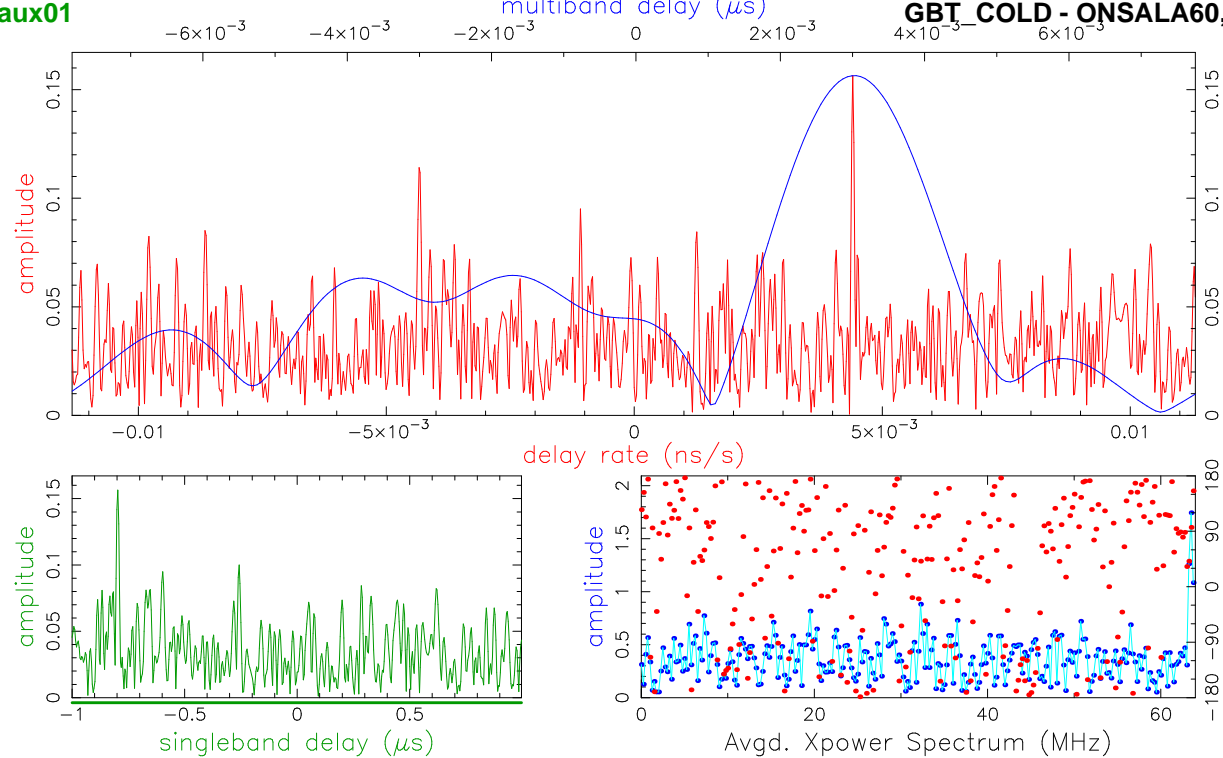 multiband delay (μs)
aux01
GBT_COLD - ONSALA60,
−6×10⁻³ −4×10⁻³ −2×10⁻³ 0 2×10⁻³ 4×10⁻³ 6×10⁻³
amplitude
0 0.05 0.1 0.15
0 0.05 0.1 0.15
−0.01 −5×10⁻³ 0 5×10⁻³ 0.01
delay rate (ns/s)
amplitude
0 0.05 0.1 0.15
−1 −0.5 0 0.5
singleband delay (μs)
amplitude
0 0.5 1 1.5 2
−180 −90 0 90 180
0 20 40 60
Avgd. Xpower Spectrum (MHz)